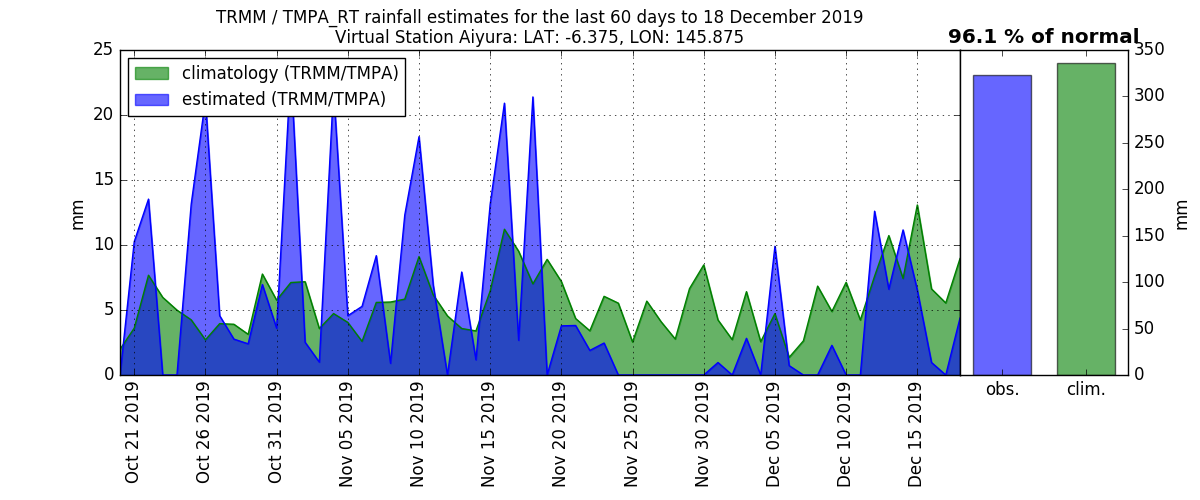 TRMM / TMPA_RT rainfall estimates for the last 60 days to 18 December 2019
Virtual Station Aiyura: LAT: -6.375, LON: 145.875
96.1 % of normal
climatology (TRMM/TMPA)
estimated (TRMM/TMPA)
25
20
15
10
5
0
mm
350
300
250
200
150
100
50
0
mm
Oct 21 2019
Oct 26 2019
Oct 31 2019
Nov 05 2019
Nov 10 2019
Nov 15 2019
Nov 20 2019
Nov 25 2019
Nov 30 2019
Dec 05 2019
Dec 10 2019
Dec 15 2019
obs.
clim.